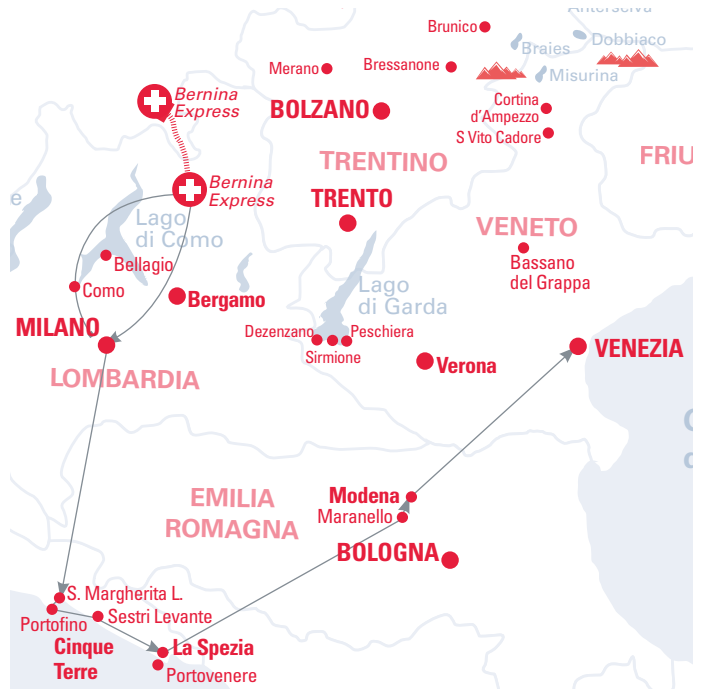 Anterselva
Brunico
Dobbiaco
Braies
Merano
Bressanone
Misurina
Bernina
Express
BOLZANO
Cortina
d'Ampezzo
S Vito Cadore
TRENTINO
FRIU
Bernina
Express
TRENTO
e
Lago
di Como
VENETO
Bellagio
Bassano
del Grappa
Como
Bergamo
Lago
di Garda
MILANO
Dezenzano
Peschiera
Sirmione
VENEZIA
Verona
LOMBARDIA
EMILIA
ROMAGNA
Modena
Maranello
BOLOGNA
S. Margherita L.
Portofino
Sestri Levante
Cinque
Terre
La Spezia
Portovenere